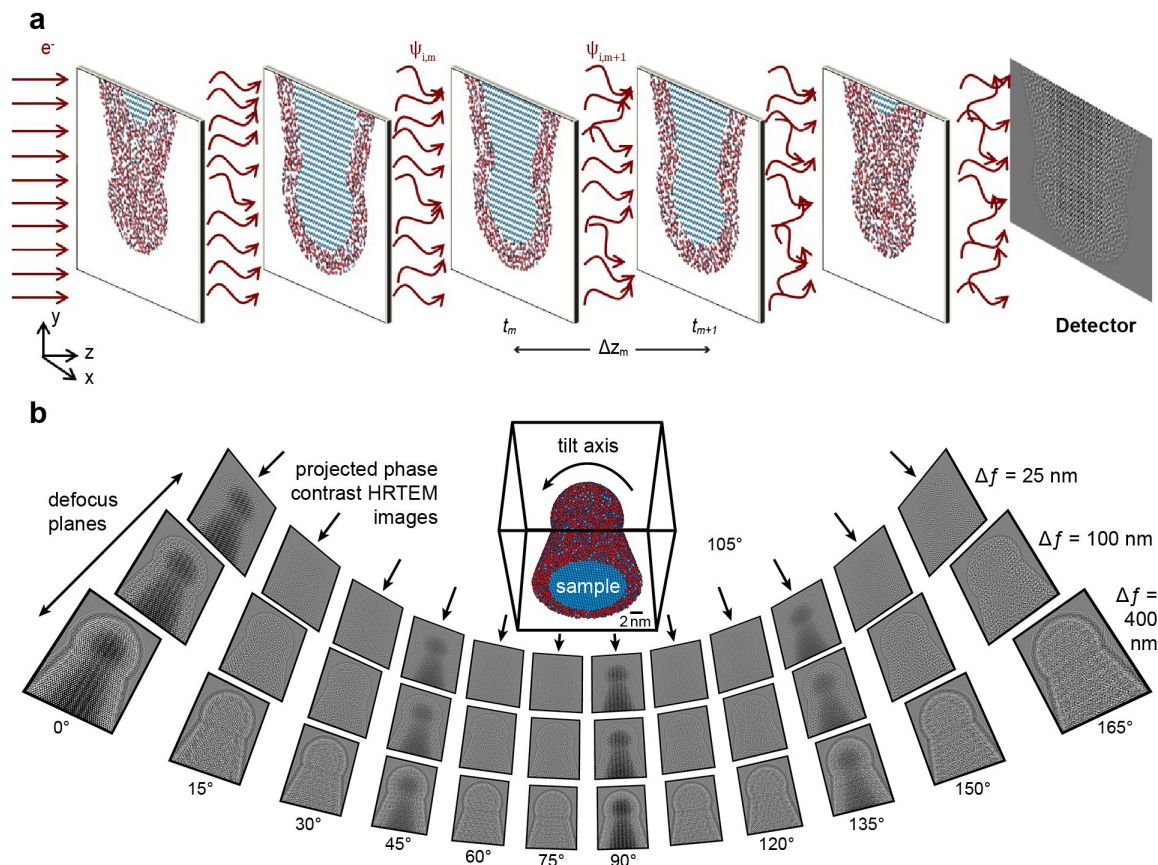 a
e-
ψi,m
ψi,m+1
y
z
x
tm
tm+1
Δzm
Detector
b
defocus
planes
projected phase
contrast HRTEM
images
tilt axis
sample
2 nm
105°
Δf = 25 nm
Δf = 100 nm
Δf =
400
nm
0°
15°
30°
45°
60°
75°
90°
120°
135°
150°
165°